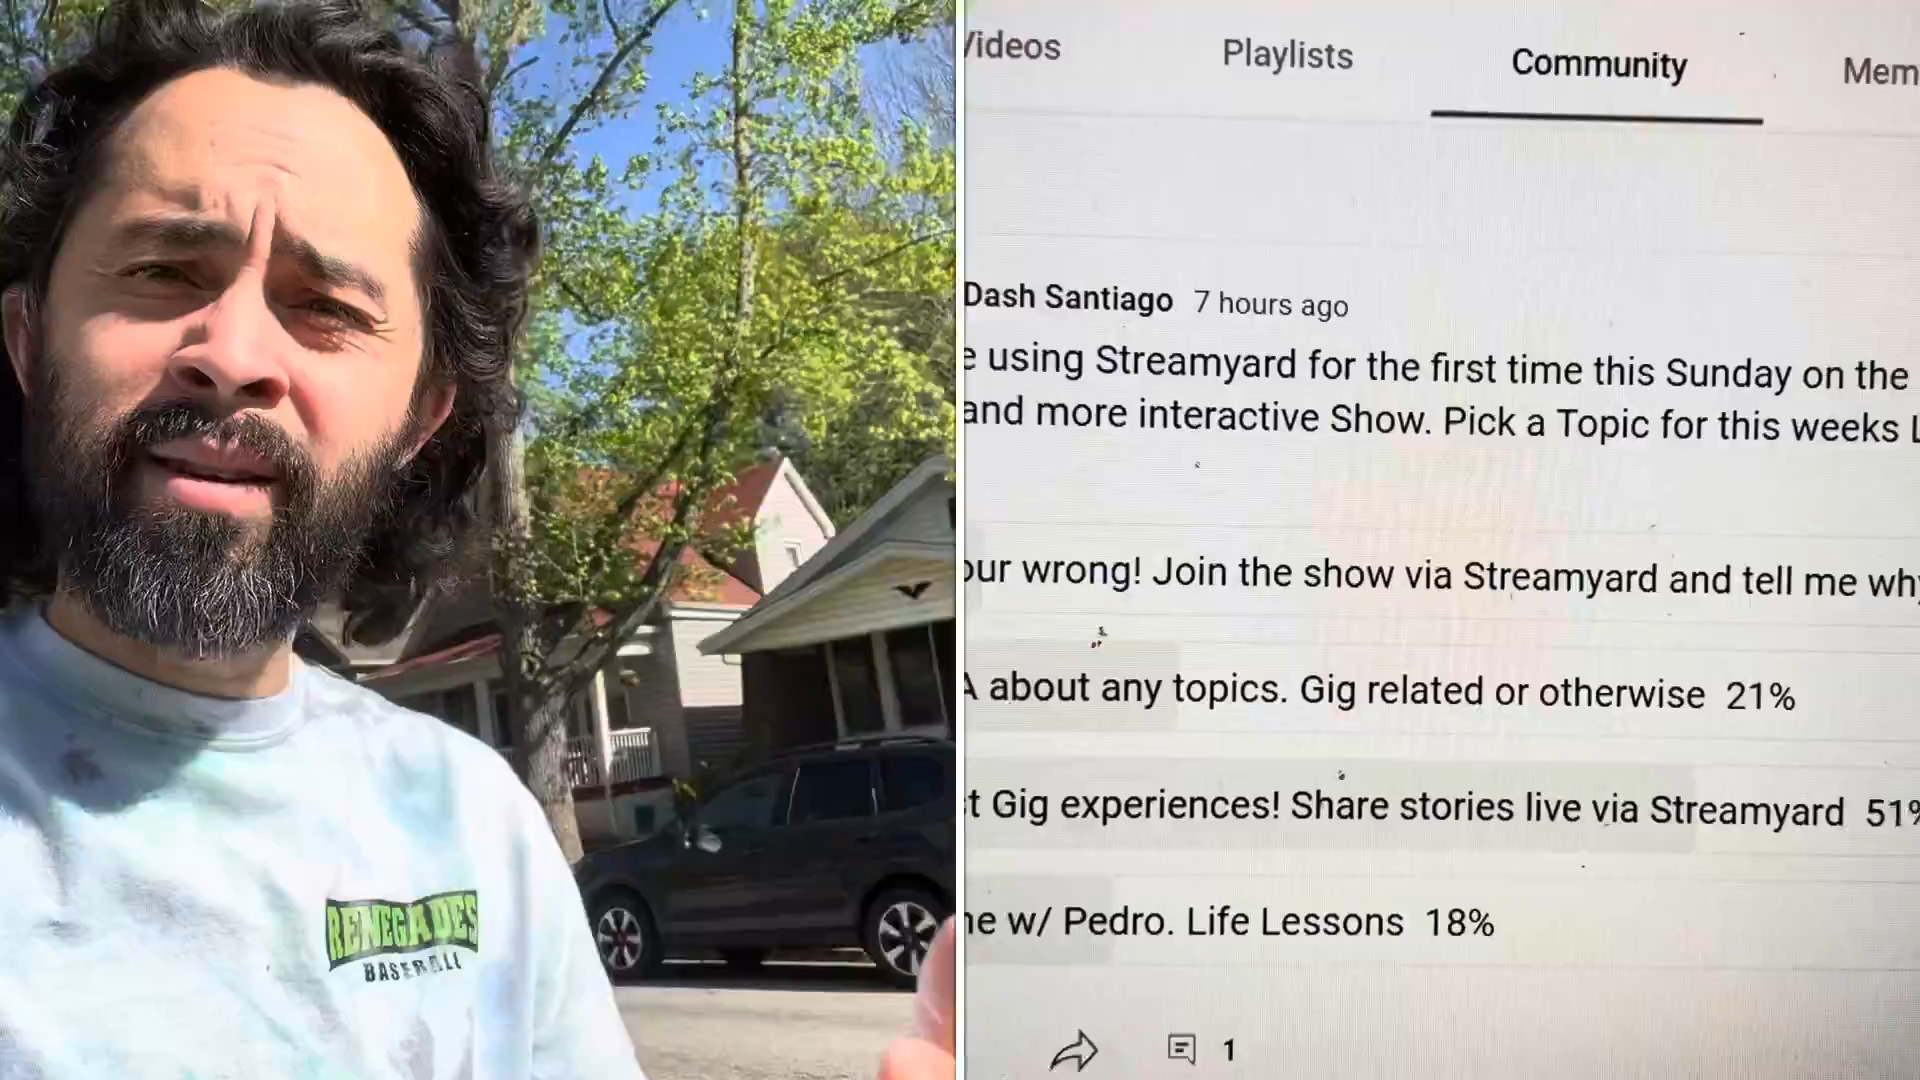 RENEGADES
BASEBALL
Videos Playlists Community Mem
Dash Santiago 7 hours ago
e using Streamyard for the first time this Sunday on the
and more interactive Show. Pick a Topic for this weeks L
our wrong! Join the show via Streamyard and tell me why
A about any topics. Gig related or otherwise 21%
st Gig experiences! Share stories live via Streamyard 51%
ne w/ Pedro. Life Lessons 18%
1